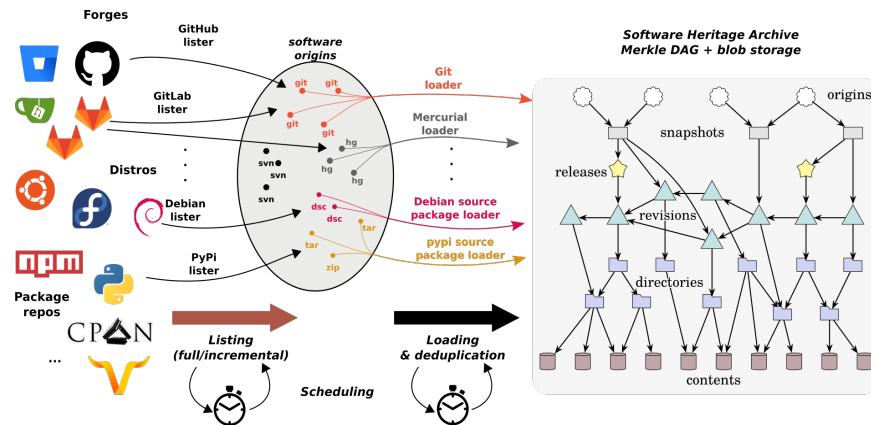 Forges
GitHub
lister
software
origins
Software Heritage Archive
Merkle DAG + blob storage
git
git
git
git
Git
loader
origins
GitLab
lister
Mercurial
loader
snapshots
hg
hg
hg
svn
svn
svn
Distros
releases
Debian
lister
dsc
dsc
Debian source
package loader
revisions
tar
tar
zip
pypi source
package loader
PyPi
lister
directories
npm
Package
repos
CPAN
...
Listing
(full/incremental)
Loading
& deduplication
Scheduling
contents